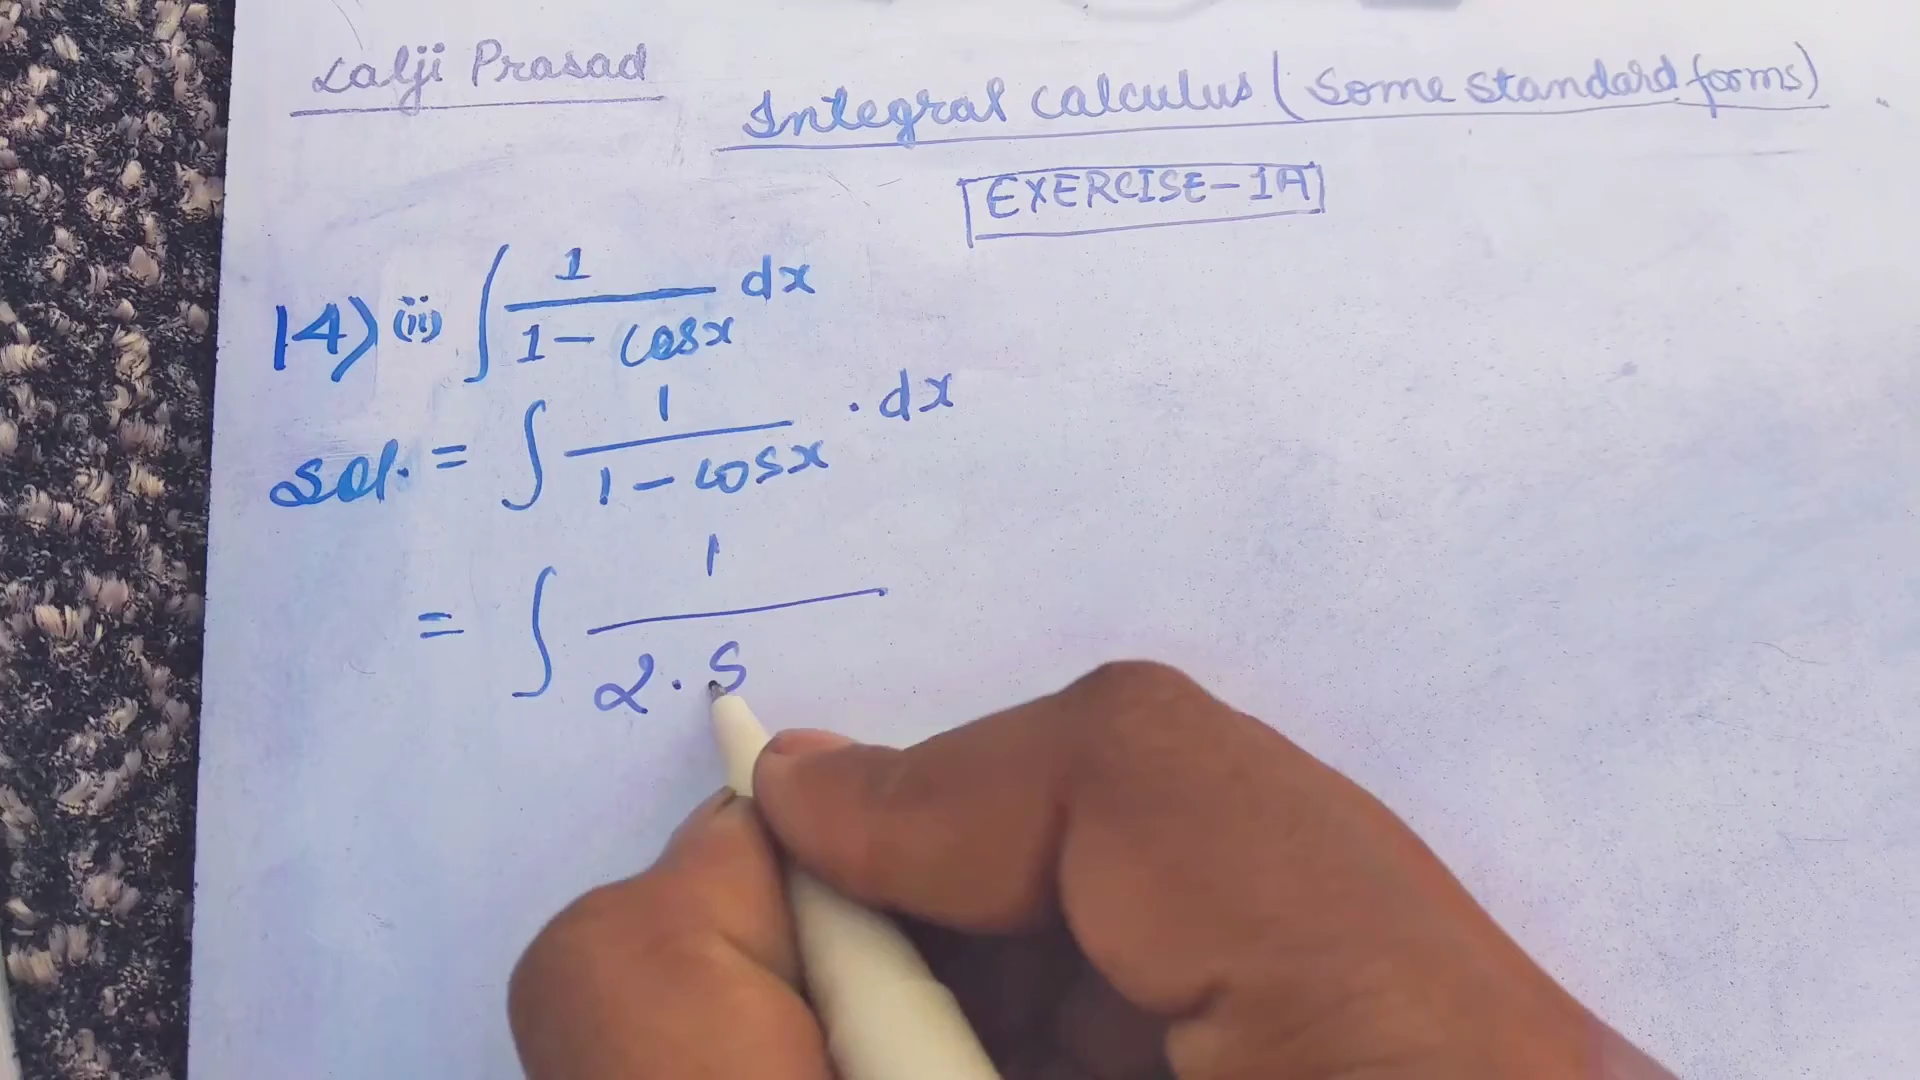 Lalji Prasad
Integral calculus (Some standard forms)
EXERCISE-1A
14) (ii) ∫ 1/(1 - cosx) dx
Sol. = ∫ 1/(1 - cosx) . dx
= ∫ 1/(2 . S